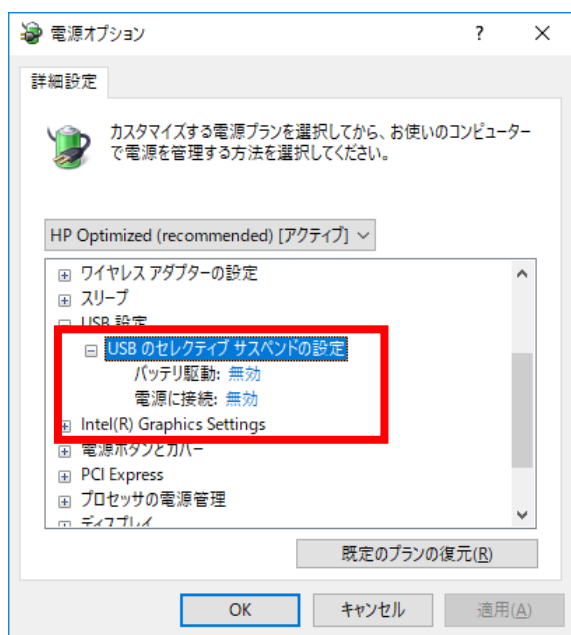 電源オプション
?
詳細設定
カスタマイズする電源プランを選択してから、お使いのコンピューター
で電源を管理する方法を選択してください。
HP Optimized (recommended) [アクティブ]
ワイヤレス アダプターの設定
スリープ
USB 設定
USB のセレクティブ サスペンドの設定
バッテリ駆動: 無効
電源に接続: 無効
Intel(R) Graphics Settings
電源ボタンとカバー
PCI Express
プロセッサの電源管理
ディスプレイ
既定のプランの復元(R)
OK
キャンセル
適用(A)